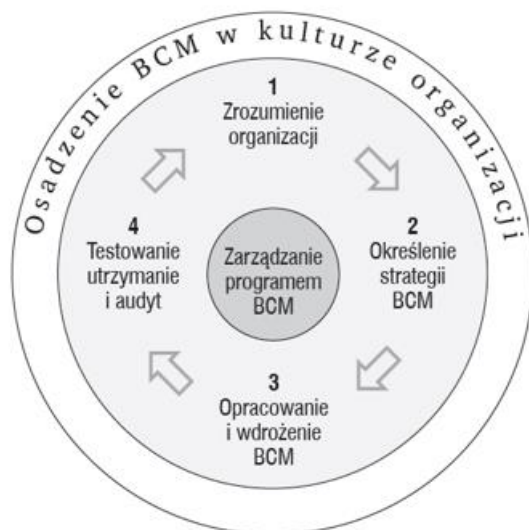 Osadzenie BCM w kulturze organizacji
1
Zrozumienie
organizacji
2
Określenie
strategii
BCM
3
Opracowanie
i wdrożenie
BCM
4
Testowanie
utrzymanie
i audyt
Zarządzanie
programem
BCM